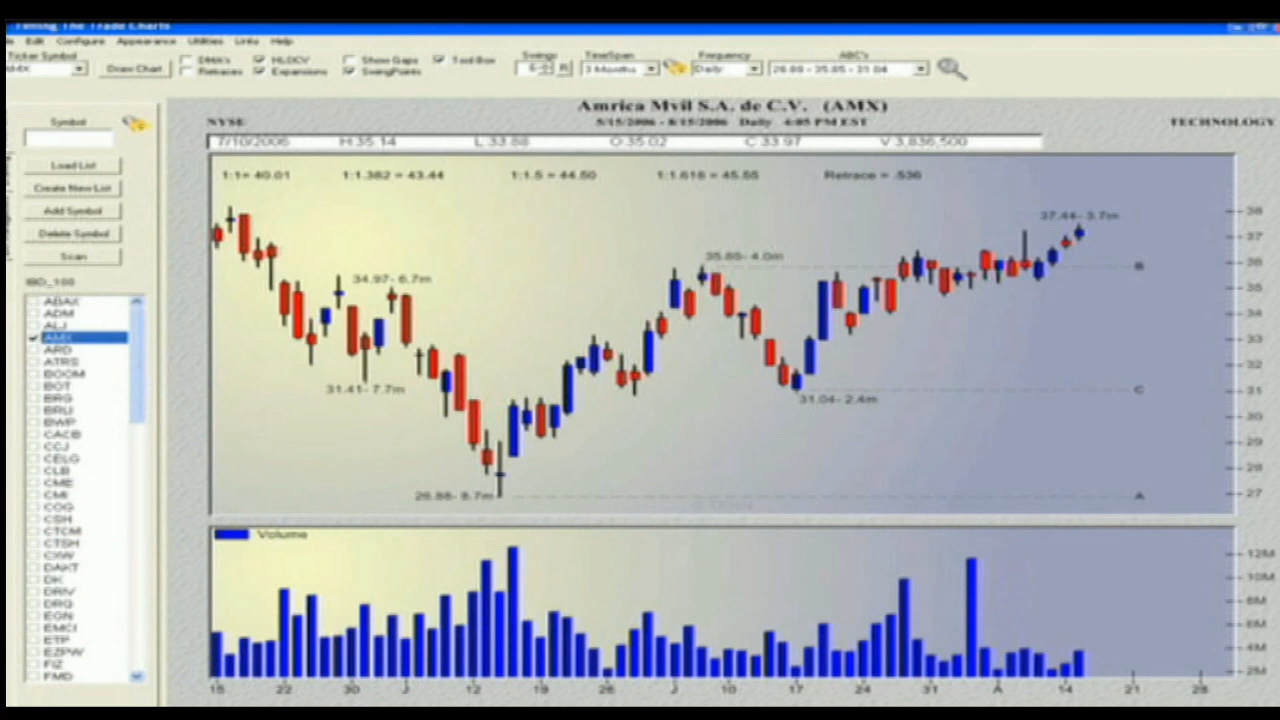 Timing The Trade Charts
Edit Configure Appearance Utilities Links Help
Ticker Symbol
AMX
Draw Chart
DMA's
HLOCV
Show Gaps
Tool Box
Retraces
Expansions
SwingPoints
Swings
6
R
TimeSpan
3 Months
Frequency
Daily
ABC's
26.88 - 35.85 - 31.04
Amrica Mvil S.A. de C.V. (AMX)
NYSE
5/15/2006 - 8/15/2006 Daily 4:05 PM EST
TECHNOLOGY
7/10/2006 H:35.14 L:33.88 O:35.02 C:33.97 V:3,836,500
1:1= 40.01 1:1.382 = 43.44 1:1.5 = 44.50 1:1.618 = 45.55 Retrace = .536
Symbol
Load List
Create New List
Add Symbol
Delete Symbol
Scan
IBD_100
ABAX
ADM
ALJ
AMX
ARD
ATRS
BOOM
BOT
BRG
BRLI
BWP
CACB
CCJ
CELG
CLB
CME
CMI
COG
CSH
CTCM
CTSH
CXW
DAKT
DK
DRIV
DRQ
EGN
EMCI
ETP
EZPW
FIZ
FMD
37.44- 3.7m
35.85- 4.0m
34.97- 6.7m
31.41- 7.7m
31.04- 2.4m
26.88- 8.7m
B
C
A
38
37
36
35
34
33
32
31
30
29
28
27
Volume
12M
10M
8M
6M
4M
2M
15 22 30 J 12 19 26 J 10 17 24 31 A 14 21 28